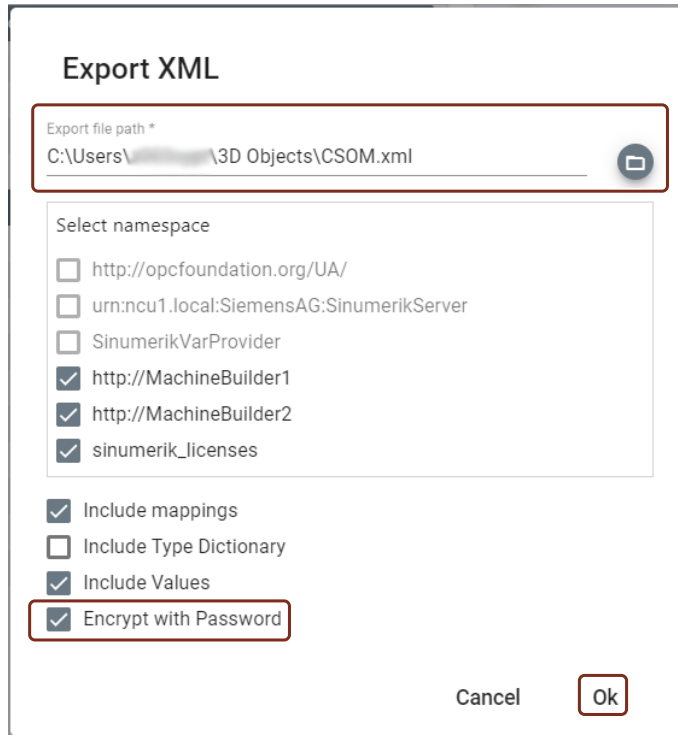 Export XML
Export file path *
C:\Users\ \3D Objects\CSOM.xml
Select namespace
http://opcfoundation.org/UA/
urn:ncu1.local:SiemensAG:SinumerikServer
SinumerikVarProvider
http://MachineBuilder1
http://MachineBuilder2
sinumerik_licenses
Include mappings
Include Type Dictionary
Include Values
Encrypt with Password
Cancel Ok